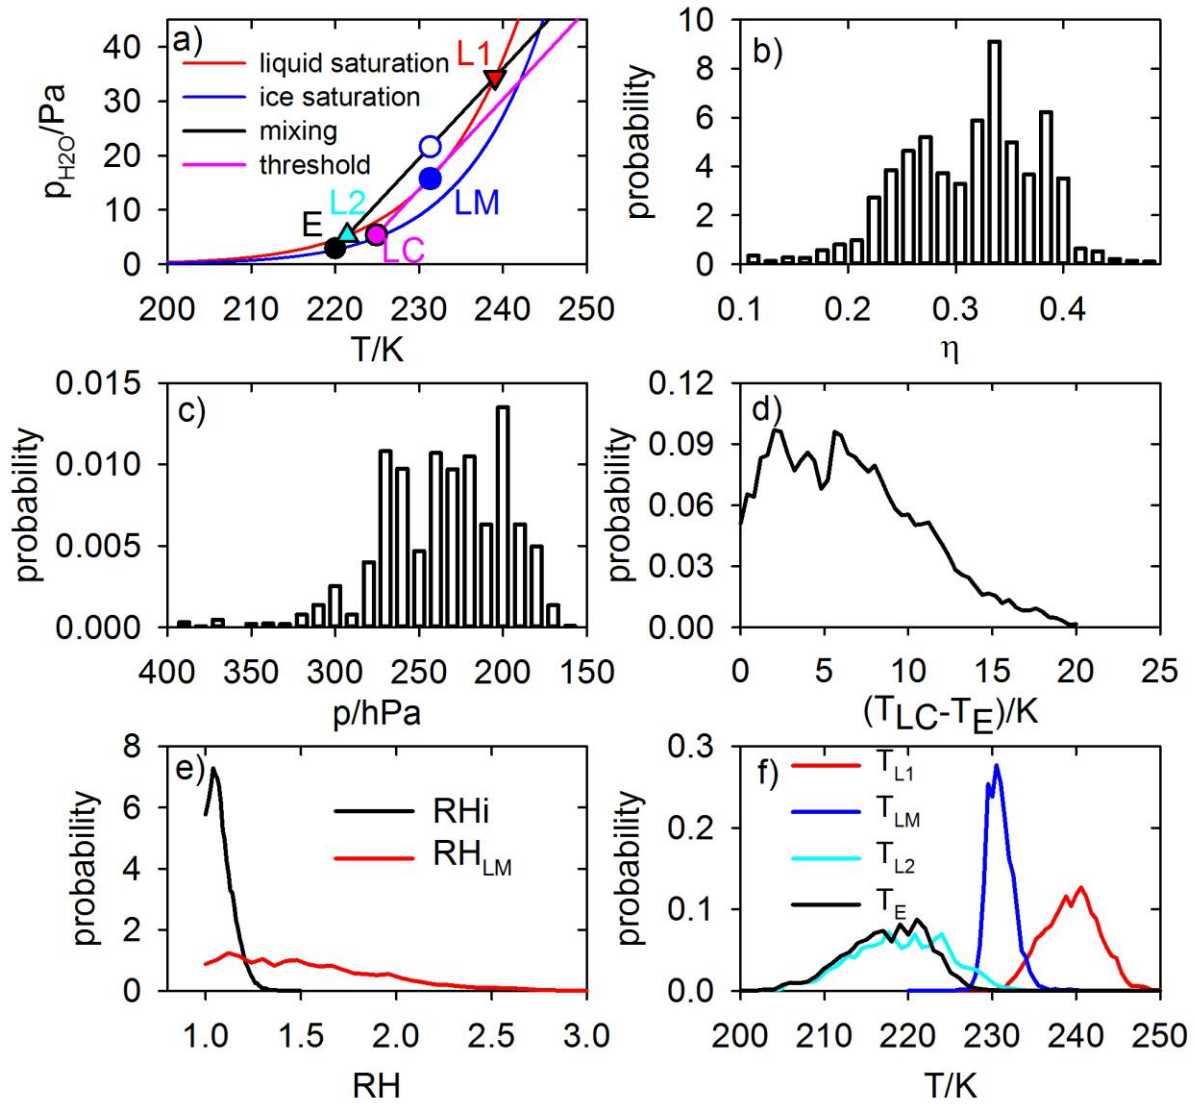 a)
p_H2O/Pa
40
30
20
10
0
liquid saturation
ice saturation
mixing
threshold
L1
L2
E
LM
LC
200 210 220 230 240 250
T/K
b)
probability
10
8
6
4
2
0
0.1 0.2 0.3 0.4
η
c)
probability
0.015
0.010
0.005
0.000
400 350 300 250 200 150
p/hPa
d)
probability
0.12
0.09
0.06
0.03
0.00
0 5 10 15 20 25
(T_LC-T_E)/K
e)
probability
8
6
4
2
0
RHi
RH_LM
1.0 1.5 2.0 2.5 3.0
RH
f)
probability
0.3
0.2
0.1
0.0
T_L1
T_LM
T_L2
T_E
200 210 220 230 240 250
T/K